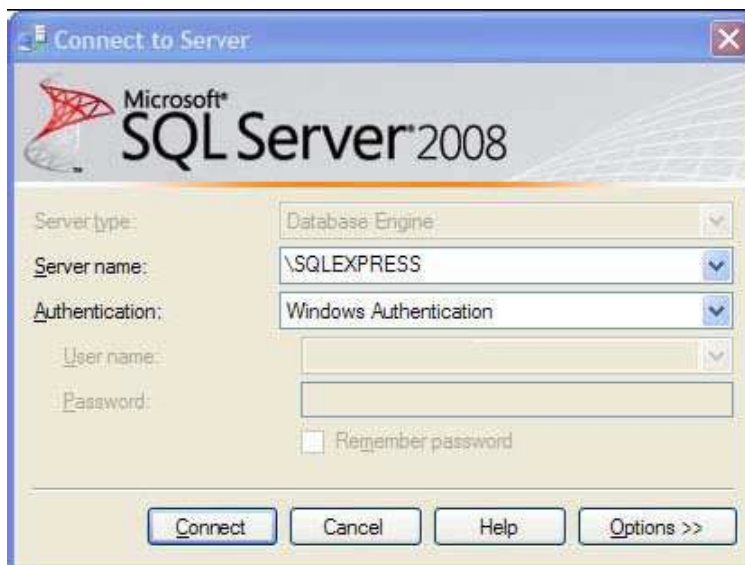 Connect to Server
Microsoft®
SQL Server® 2008
Server type: Database Engine
Server name: \SQLEXPRESS
Authentication: Windows Authentication
User name:
Password:
Remember password
Connect Cancel Help Options >>